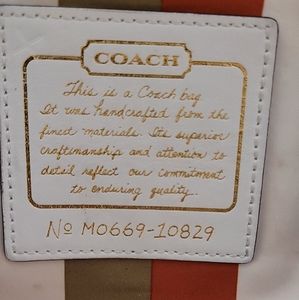 COACH
This is a Coach bag.
It was handcrafted from the
finest materials. Its superior
craftsmanship and attention to
detail reflect our commitment
to enduring quality.
No M0669-10829